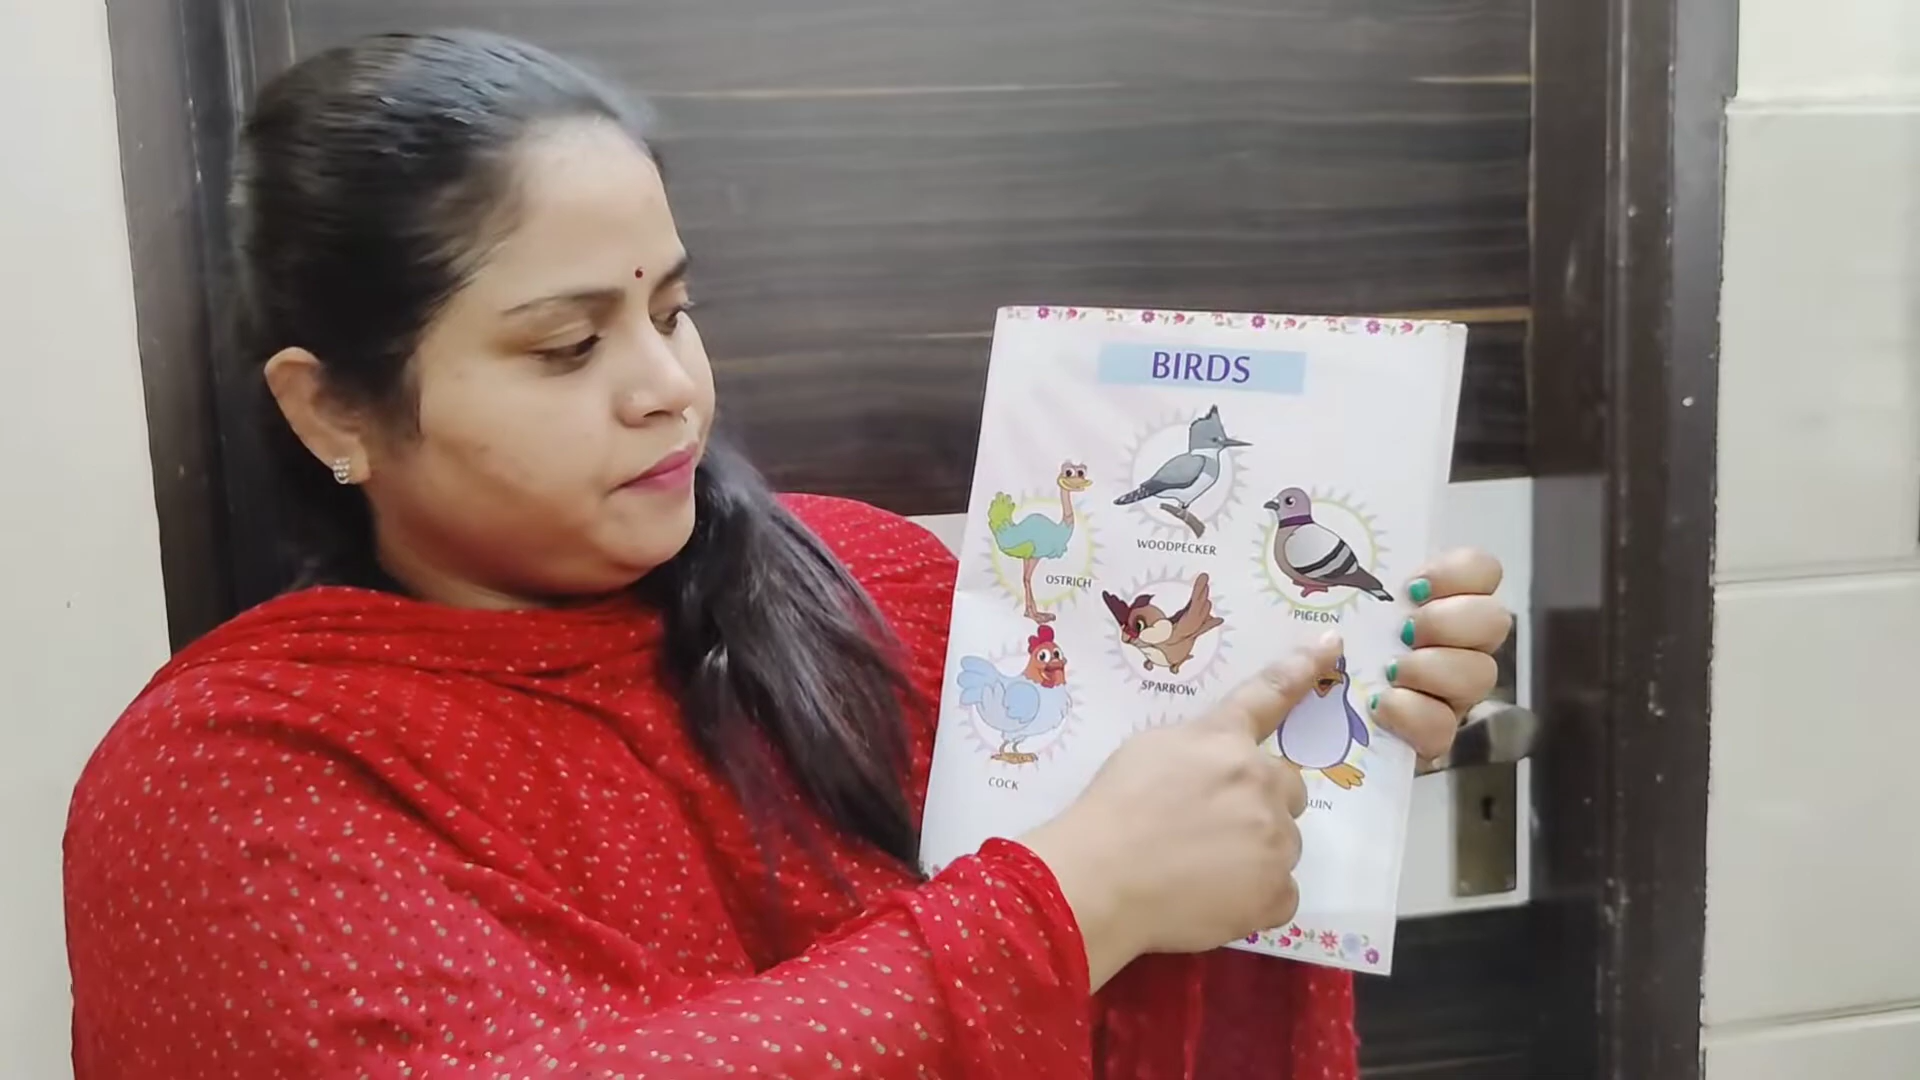 BIRDS
WOODPECKER
OSTRICH
PIGEON
SPARROW
COCK